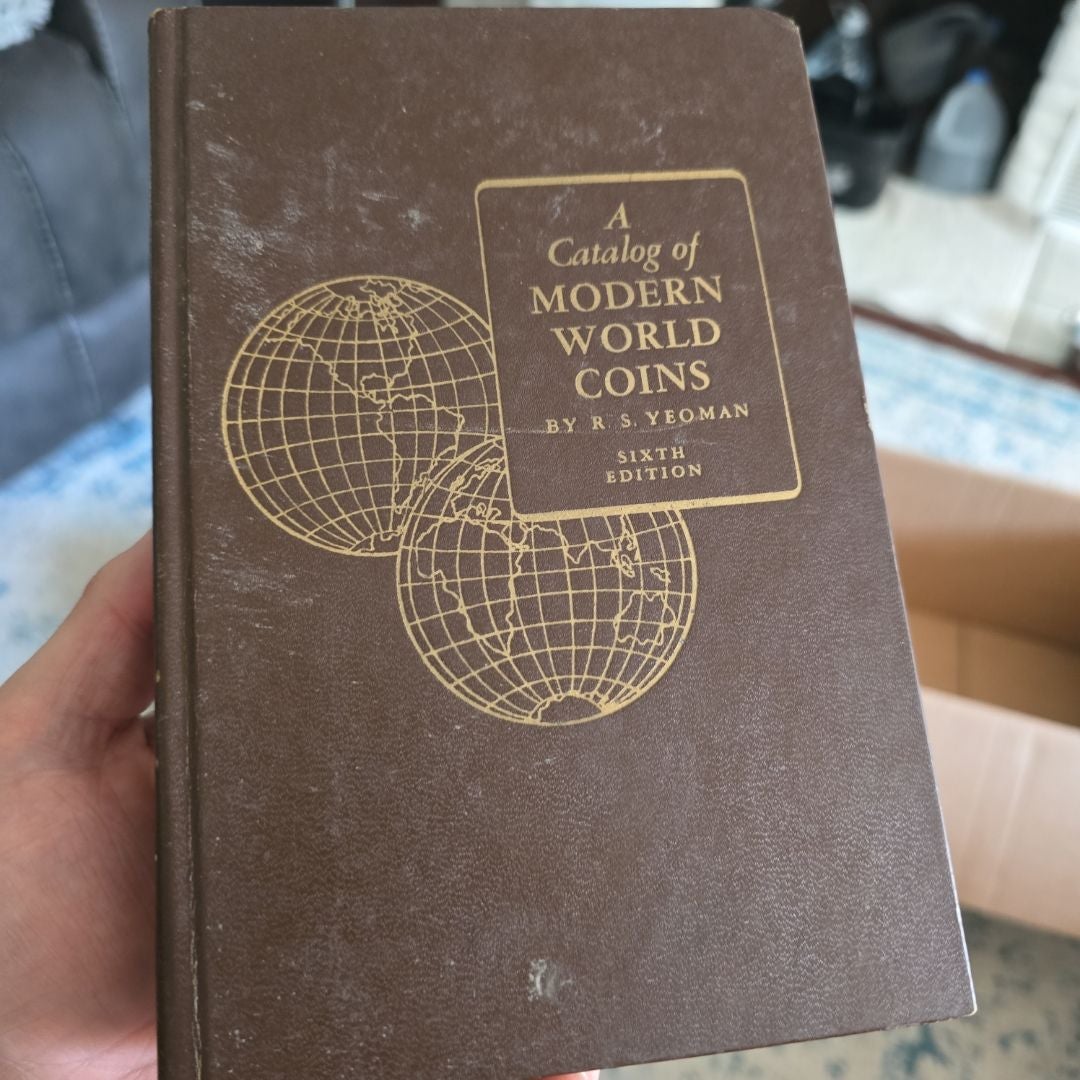 A
Catalog of
MODERN
WORLD
COINS
BY R. S. YEOMAN
SIXTH
EDITION